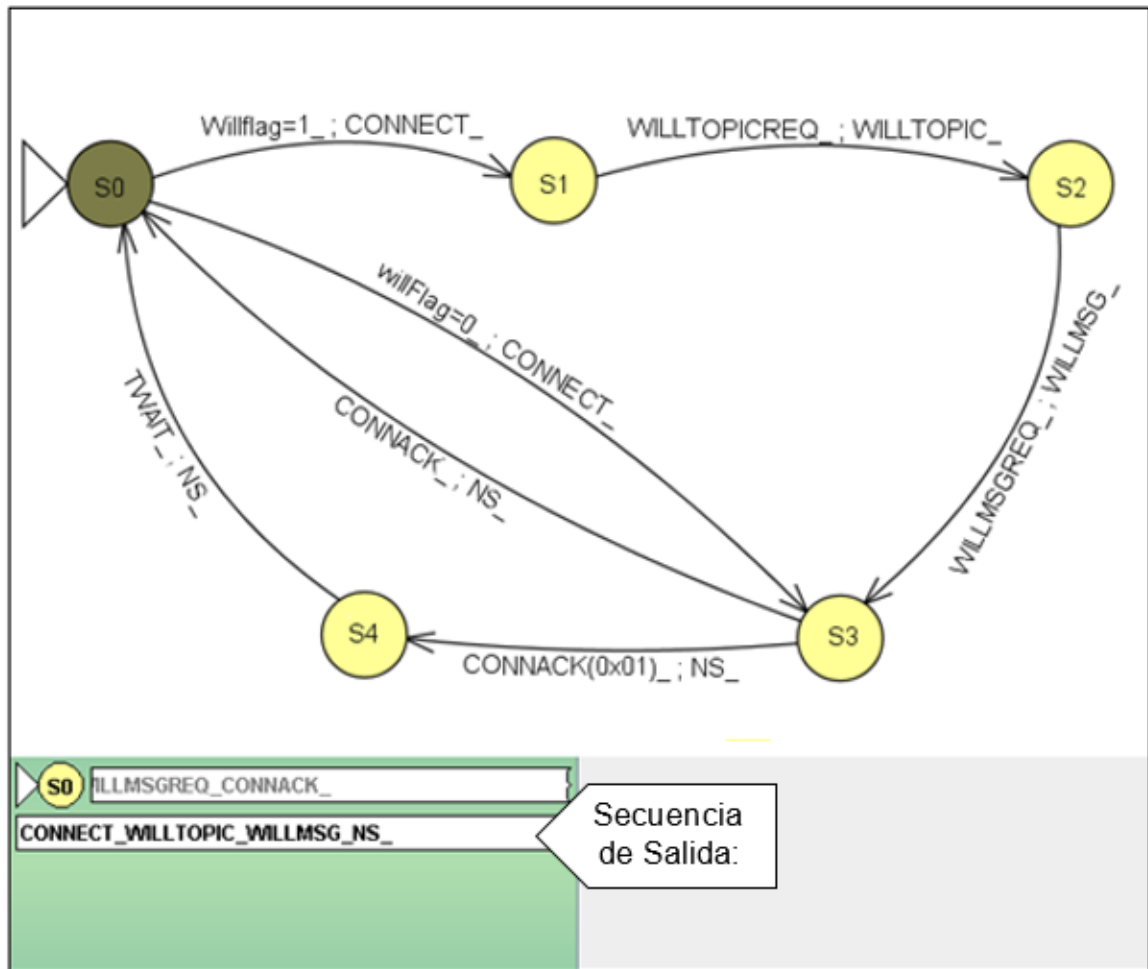 Willflag=1_ ; CONNECT_
WILLTOPICREQ_ ; WILLTOPIC_
S0
S1
S2
willFlag=0_ ; CONNECT_
CONNACK_ ; NS_
TWAIT_ ; NS_
WILLMSGREQ_ ; WILLMSG_
S4
S3
CONNACK(0x01)_ ; NS_
S0
ILLMSGREQ_CONNACK_
CONNECT_WILLTOPIC_WILLMSG_NS_
Secuencia
de Salida: